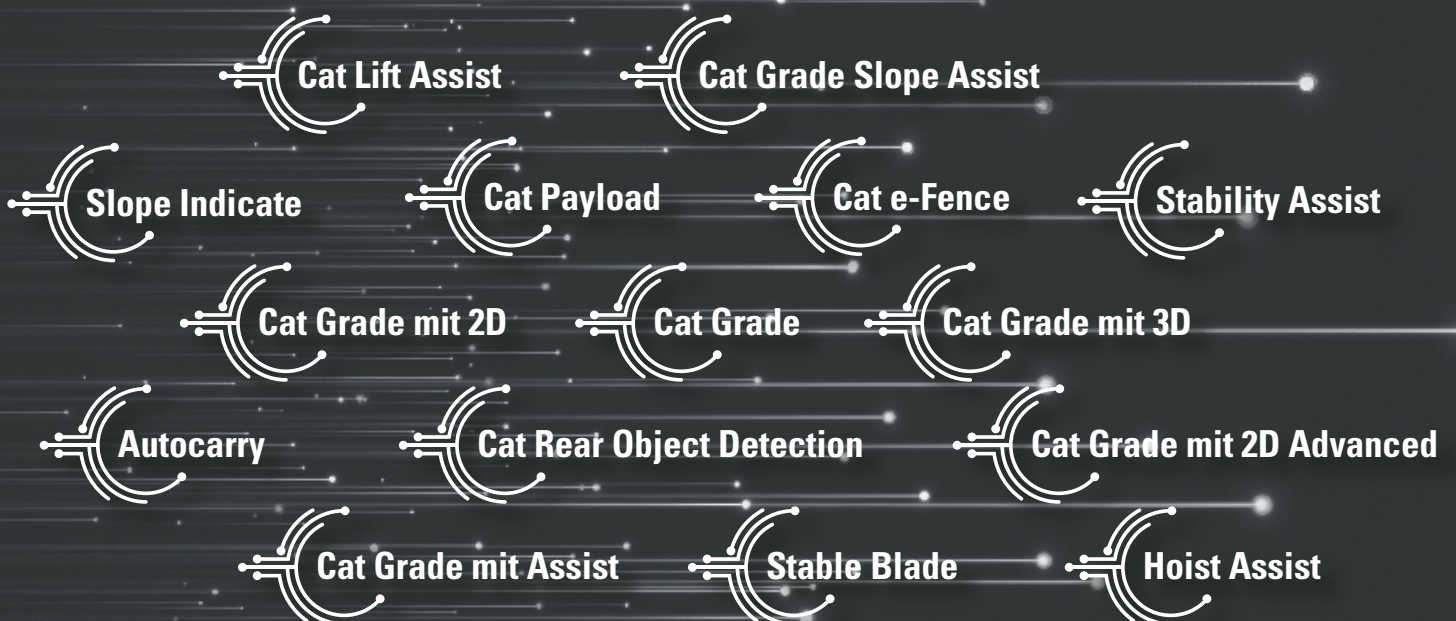 Cat Lift Assist
Cat Grade Slope Assist
Slope Indicate
Cat Payload
Cat e-Fence
Stability Assist
Cat Grade mit 2D
Cat Grade
Cat Grade mit 3D
Autocarry
Cat Rear Object Detection
Cat Grade mit 2D Advanced
Cat Grade mit Assist
Stable Blade
Hoist Assist